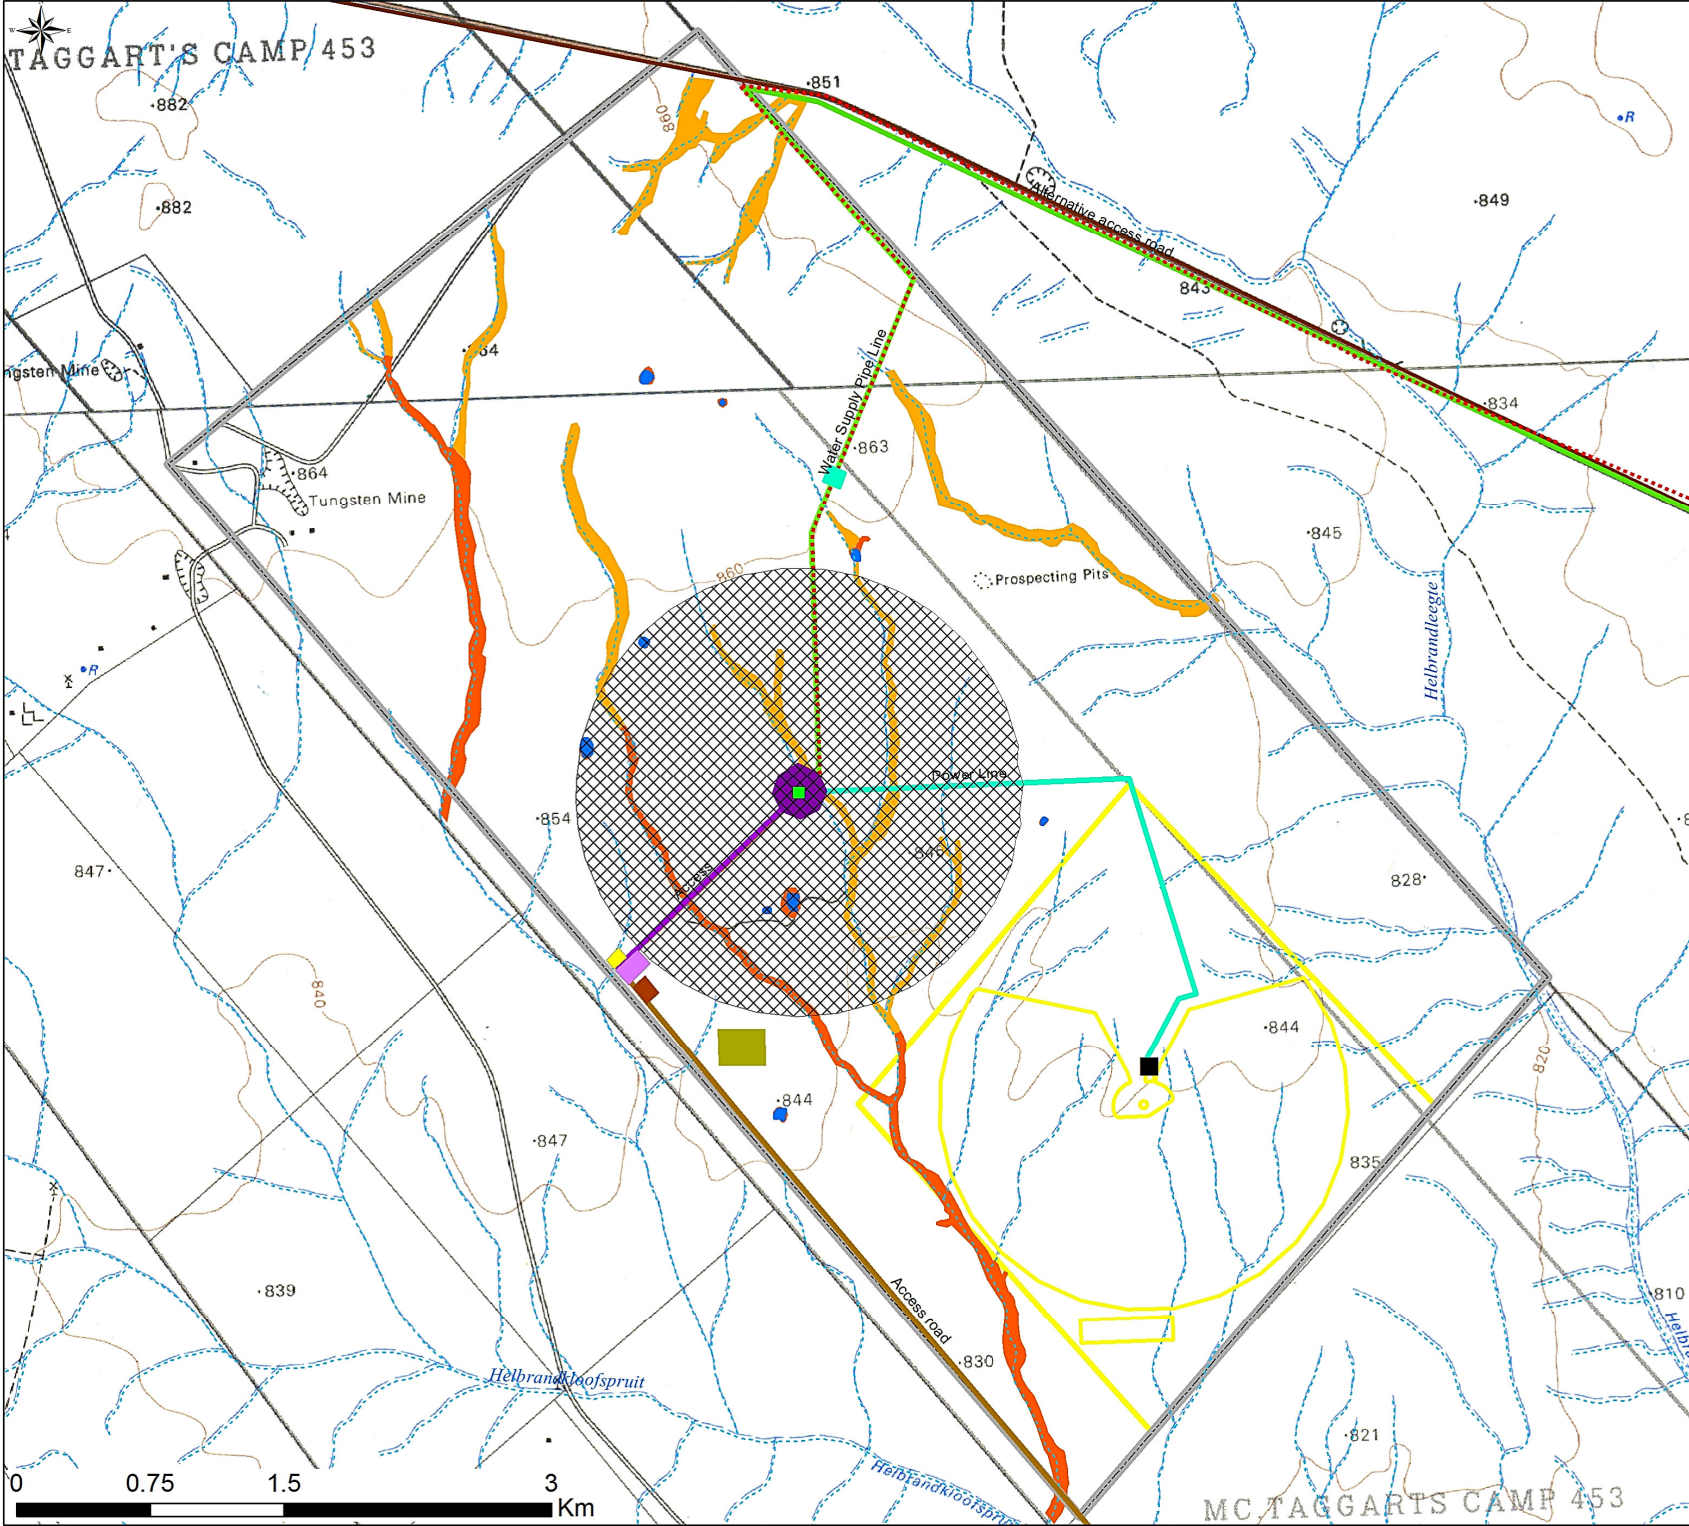 W E
TAGGART'S CAMP 453
851
882
860
R
882
849
Alternative access road
843
864
ngsten Mine
Water Supply Pipe Line
834
863
864
Tungsten Mine
845
860
Prospecting Pits
Helbrandleegte
R
Power Line
854
848
847
Access
828
840
844
820
844
847
835
839
810
Access road
830
Helbrandkloofspruit
821
Helbrandkloofspru
MC TAGGARTS CAMP 453
0 0.75 1.5 3
Km